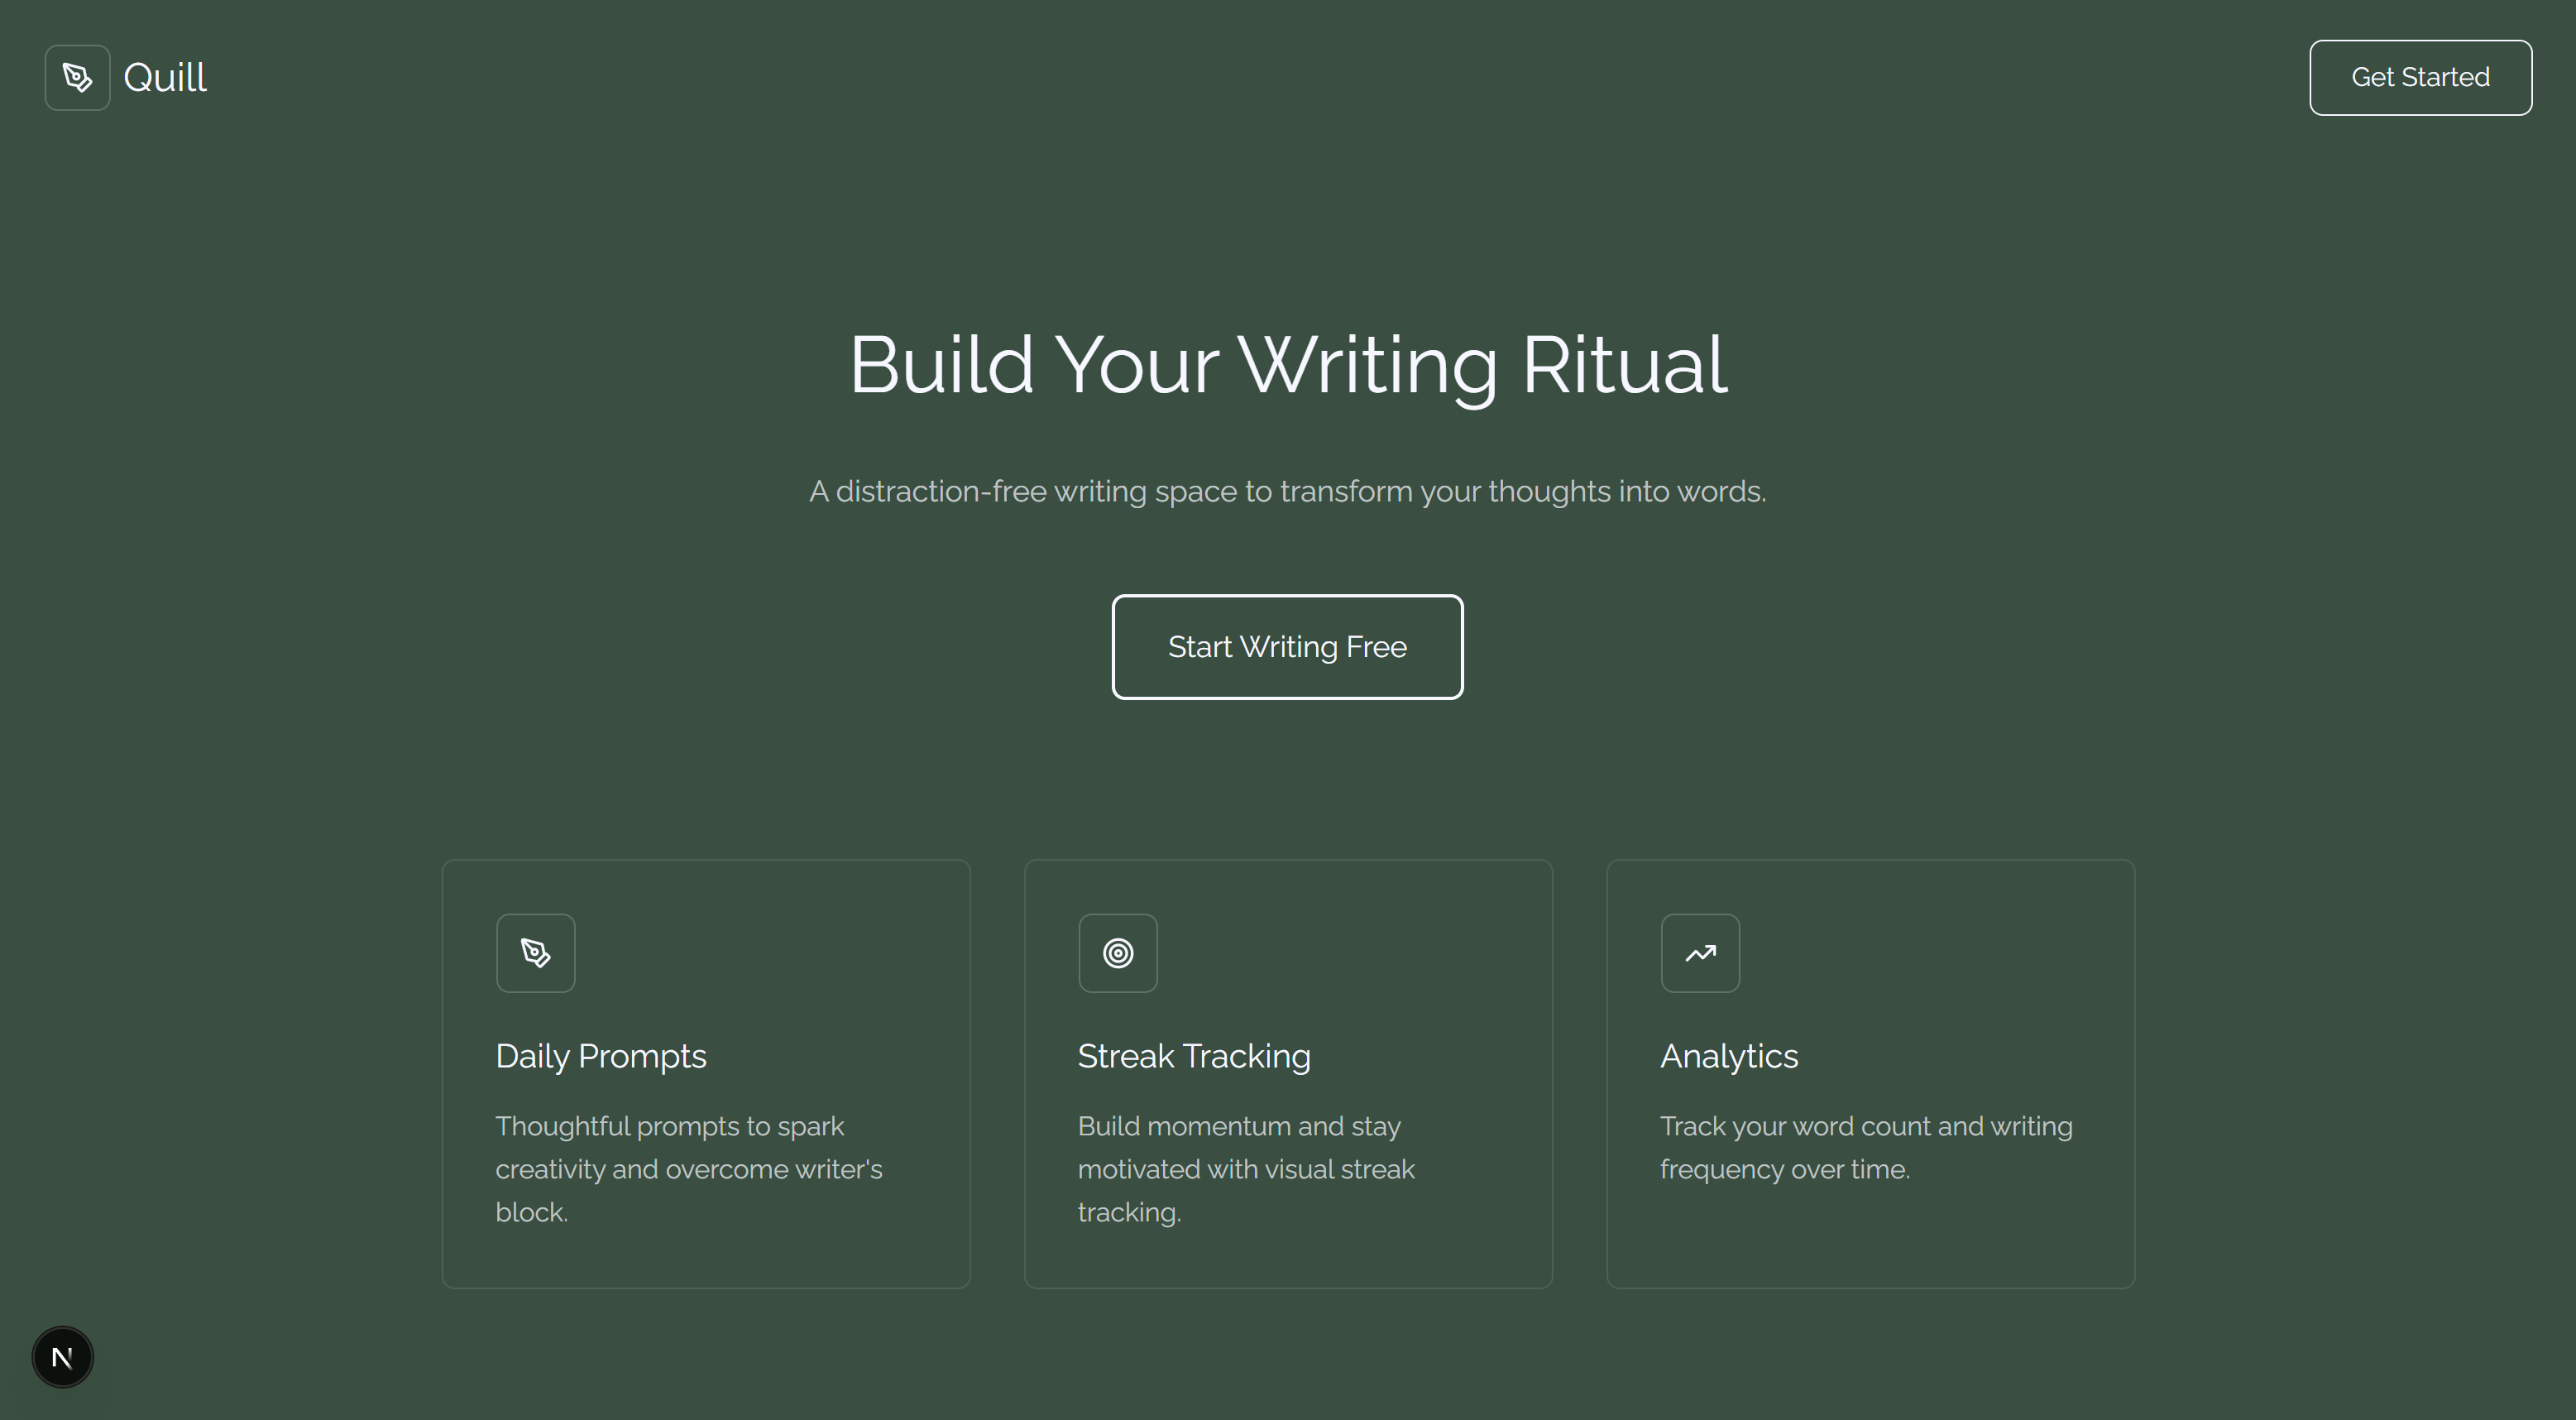 Quill
Get Started
Build Your Writing Ritual
A distraction-free writing space to transform your thoughts into words.
Start Writing Free
Daily Prompts
Thoughtful prompts to spark
creativity and overcome writer's
block.
Streak Tracking
Build momentum and stay
motivated with visual streak
tracking.
Analytics
Track your word count and writing
frequency over time.
N